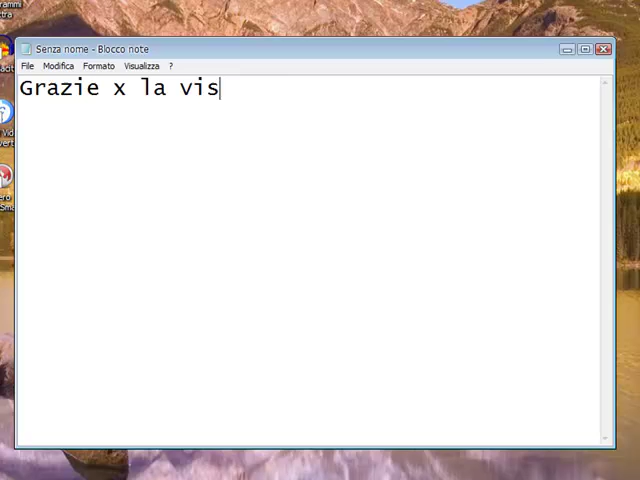 Senza nome - Blocco note
File Modifica Formato Visualizza ?
Grazie x la vis